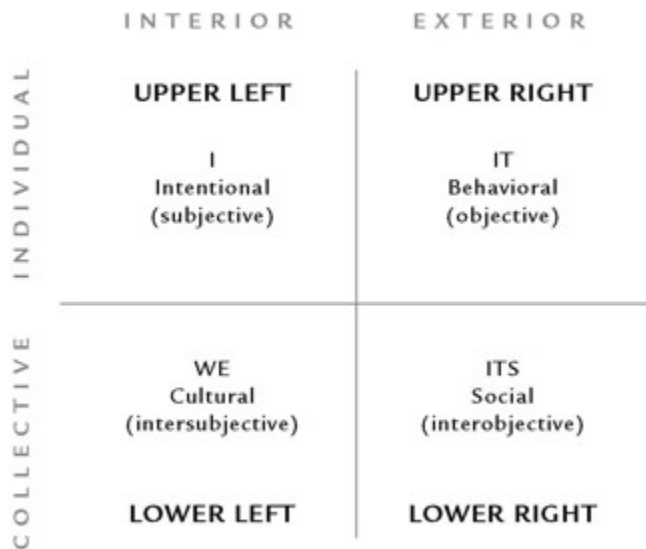 INTERIOR EXTERIOR
INDIVIDUAL
UPPER LEFT
I
Intentional
(subjective)
UPPER RIGHT
IT
Behavioral
(objective)
COLLECTIVE
WE
Cultural
(intersubjective)
LOWER LEFT
ITS
Social
(interobjective)
LOWER RIGHT